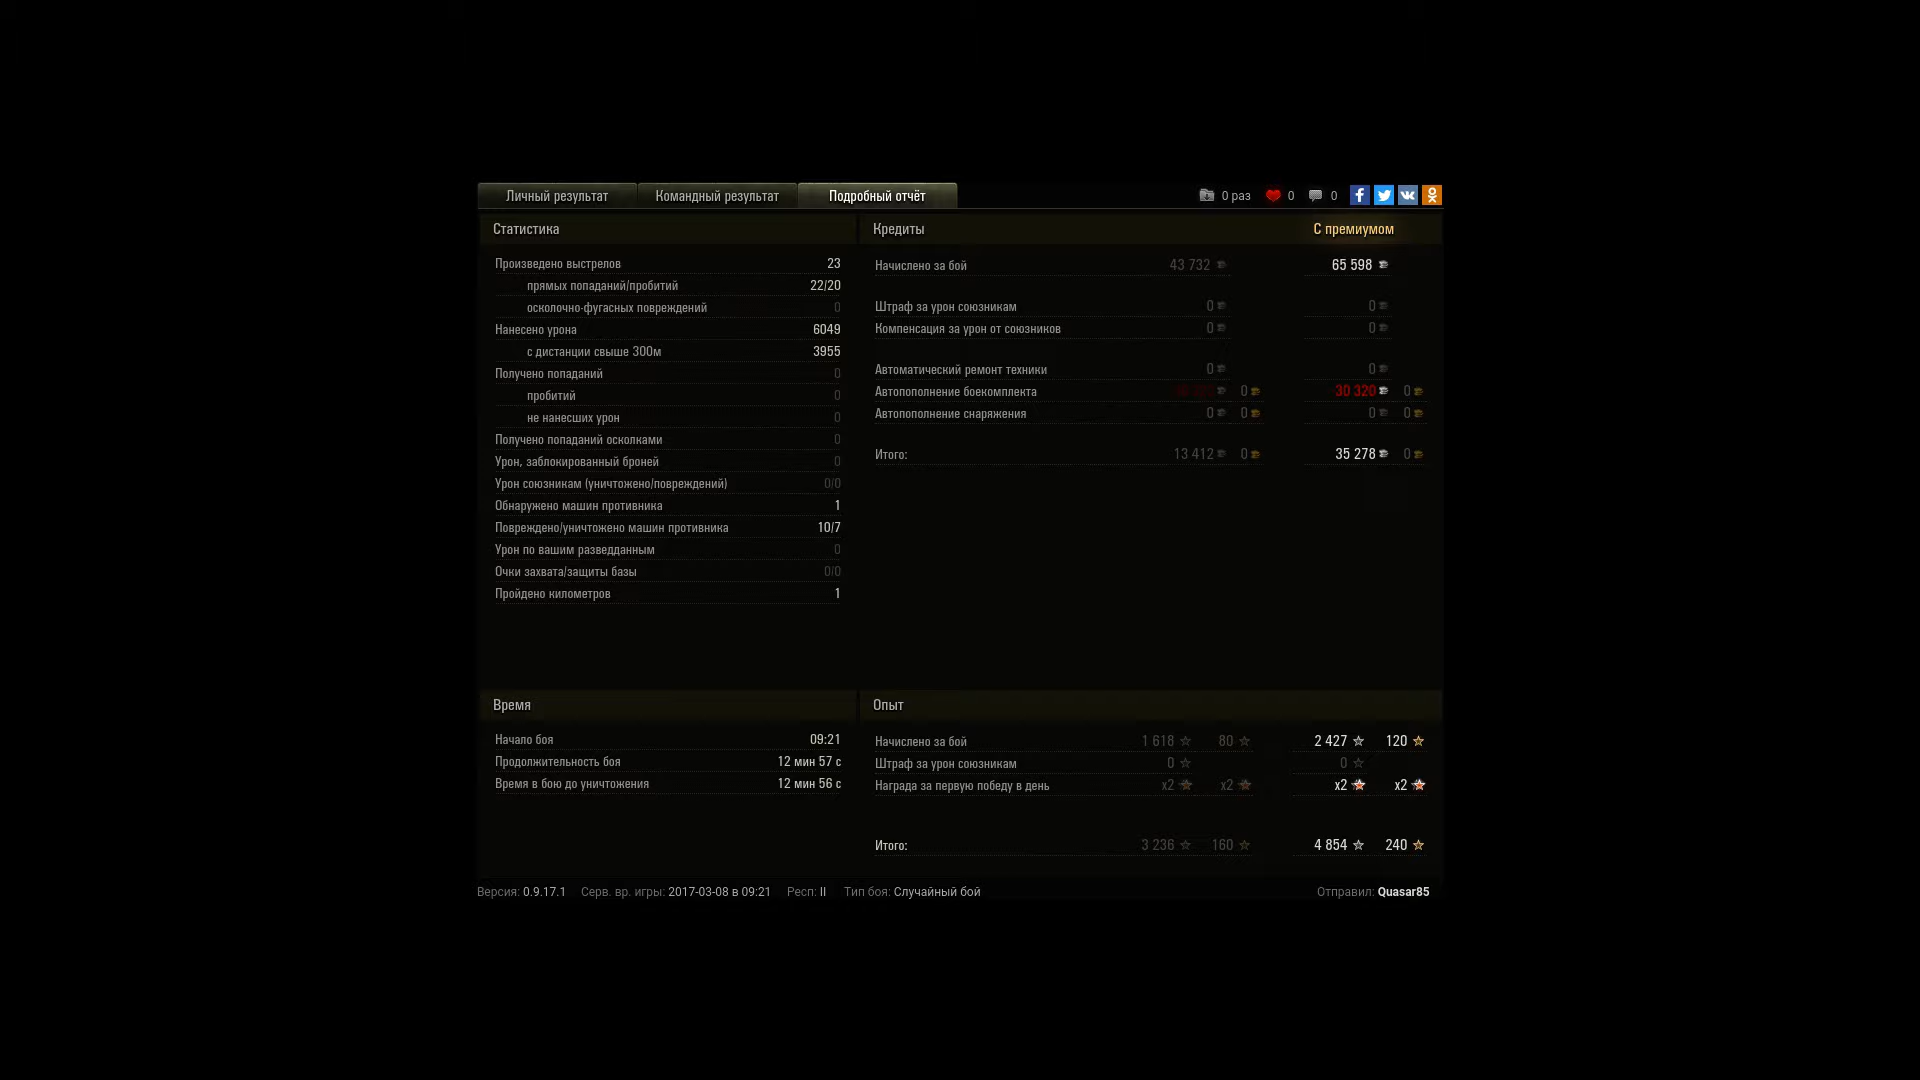 Личный результат Командный результат Подробный отчёт 0 раз 0 0
Статистика
Произведено выстрелов 23
прямых попаданий/пробитий 22/20
осколочно-фугасных повреждений 0
Нанесено урона 6049
с дистанции свыше 300м 3955
Получено попаданий 0
пробитий 0
не нанесших урон 0
Получено попаданий осколками 0
Урон, заблокированный броней 0
Урон союзникам (уничтожено/повреждений) 0/0
Обнаружено машин противника 1
Повреждено/уничтожено машин противника 10/7
Урон по вашим разведданным 0
Очки захвата/защиты базы 0/0
Пройдено километров 1
Кредиты С премиумом
Начислено за бой 43 732 65 598
Штраф за урон союзникам 0 0
Компенсация за урон от союзников 0 0
Автоматический ремонт техники 0 0
Автопополнение боекомплекта 0 30 320 0
Автопополнение снаряжения 0 0 0 0
Итого: 13 412 0 35 278 0
Время
Начало боя 09:21
Продолжительность боя 12 мин 57 с
Время в бою до уничтожения 12 мин 56 с
Опыт
Начислено за бой 1 618 80 2 427 120
Штраф за урон союзникам 0 0
Награда за первую победу в день x2 x2 x2 x2
Итого: 3 236 160 4 854 240
Версия: 0.9.17.1 Серв. вр. игры: 2017-03-08 в 09:21 Респ: II Тип боя: Случайный бой Отправил: Quasar85